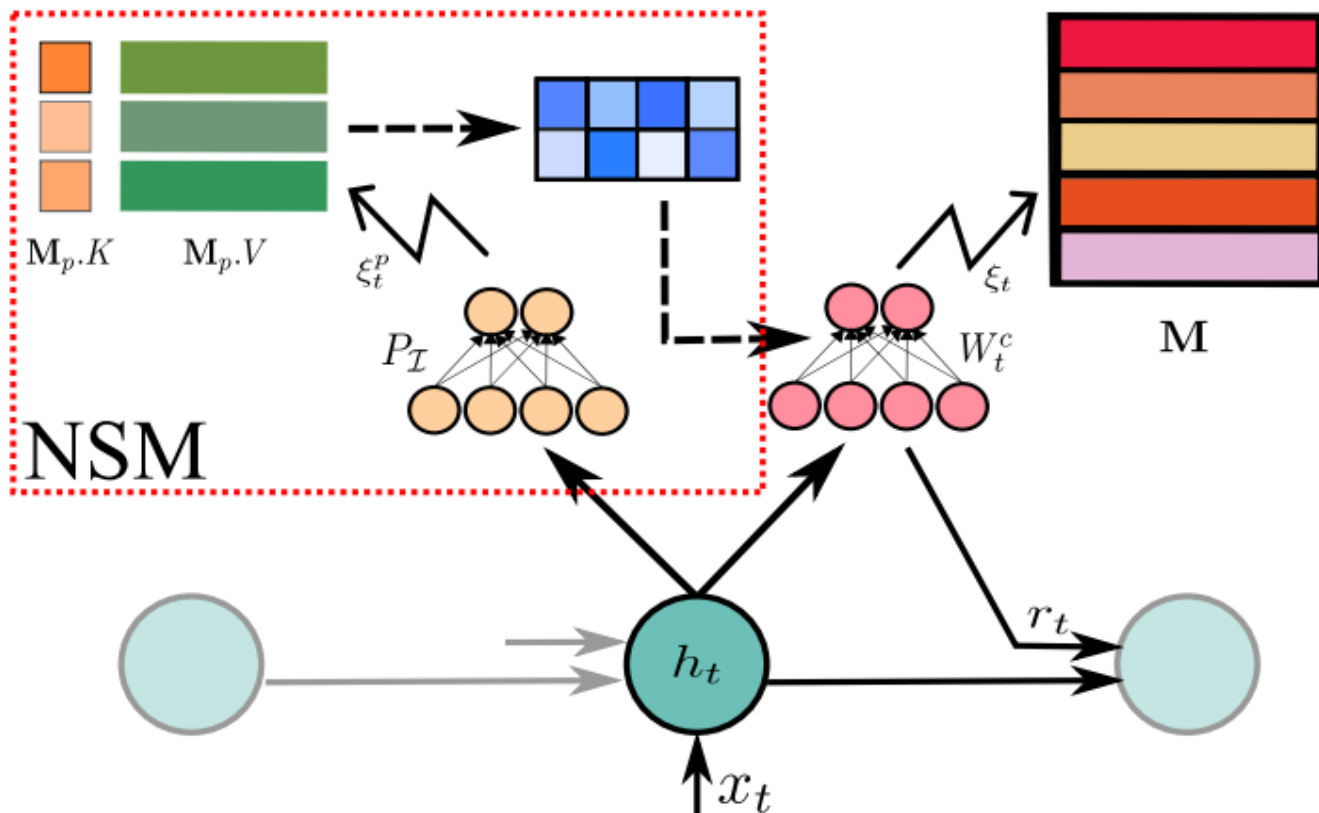 M_p.K
M_p.V
ξ_t^p
ξ_t
M
P_ℐ
W_t^c
NSM
r_t
h_t
x_t